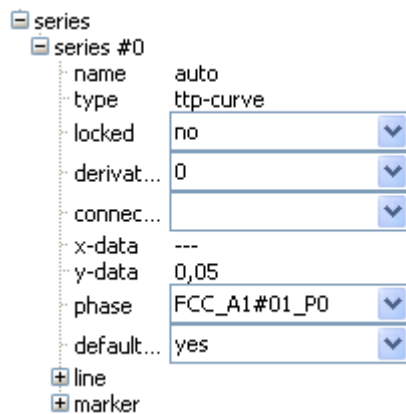 series
series #0
name auto
type ttp-curve
locked no
derivat... 0
connec...
x-data ---
y-data 0,05
phase FCC_A1#01_P0
default... yes
line
marker